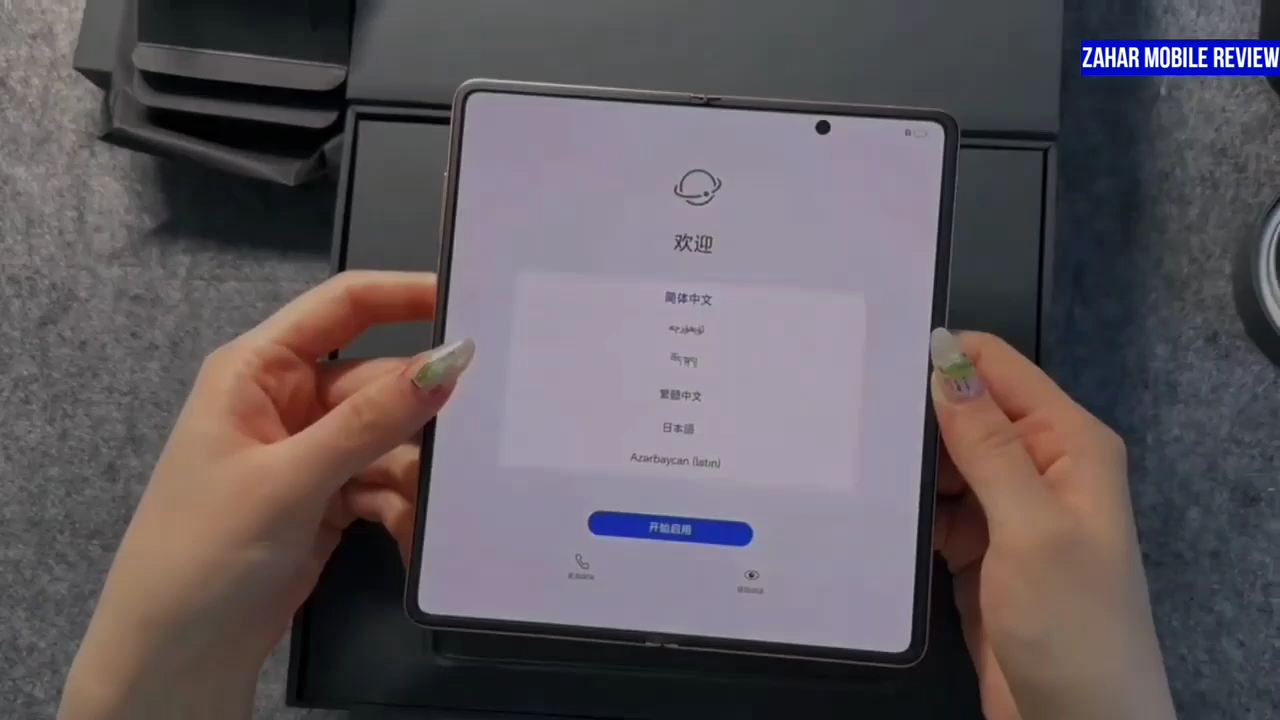 ZAHAR MOBILE REVIEW
欢迎
简体中文
ئۇيغۇرچە
བོད་སྐད།
繁體中文
日本語
Azərbaycan (latın)
开始启用